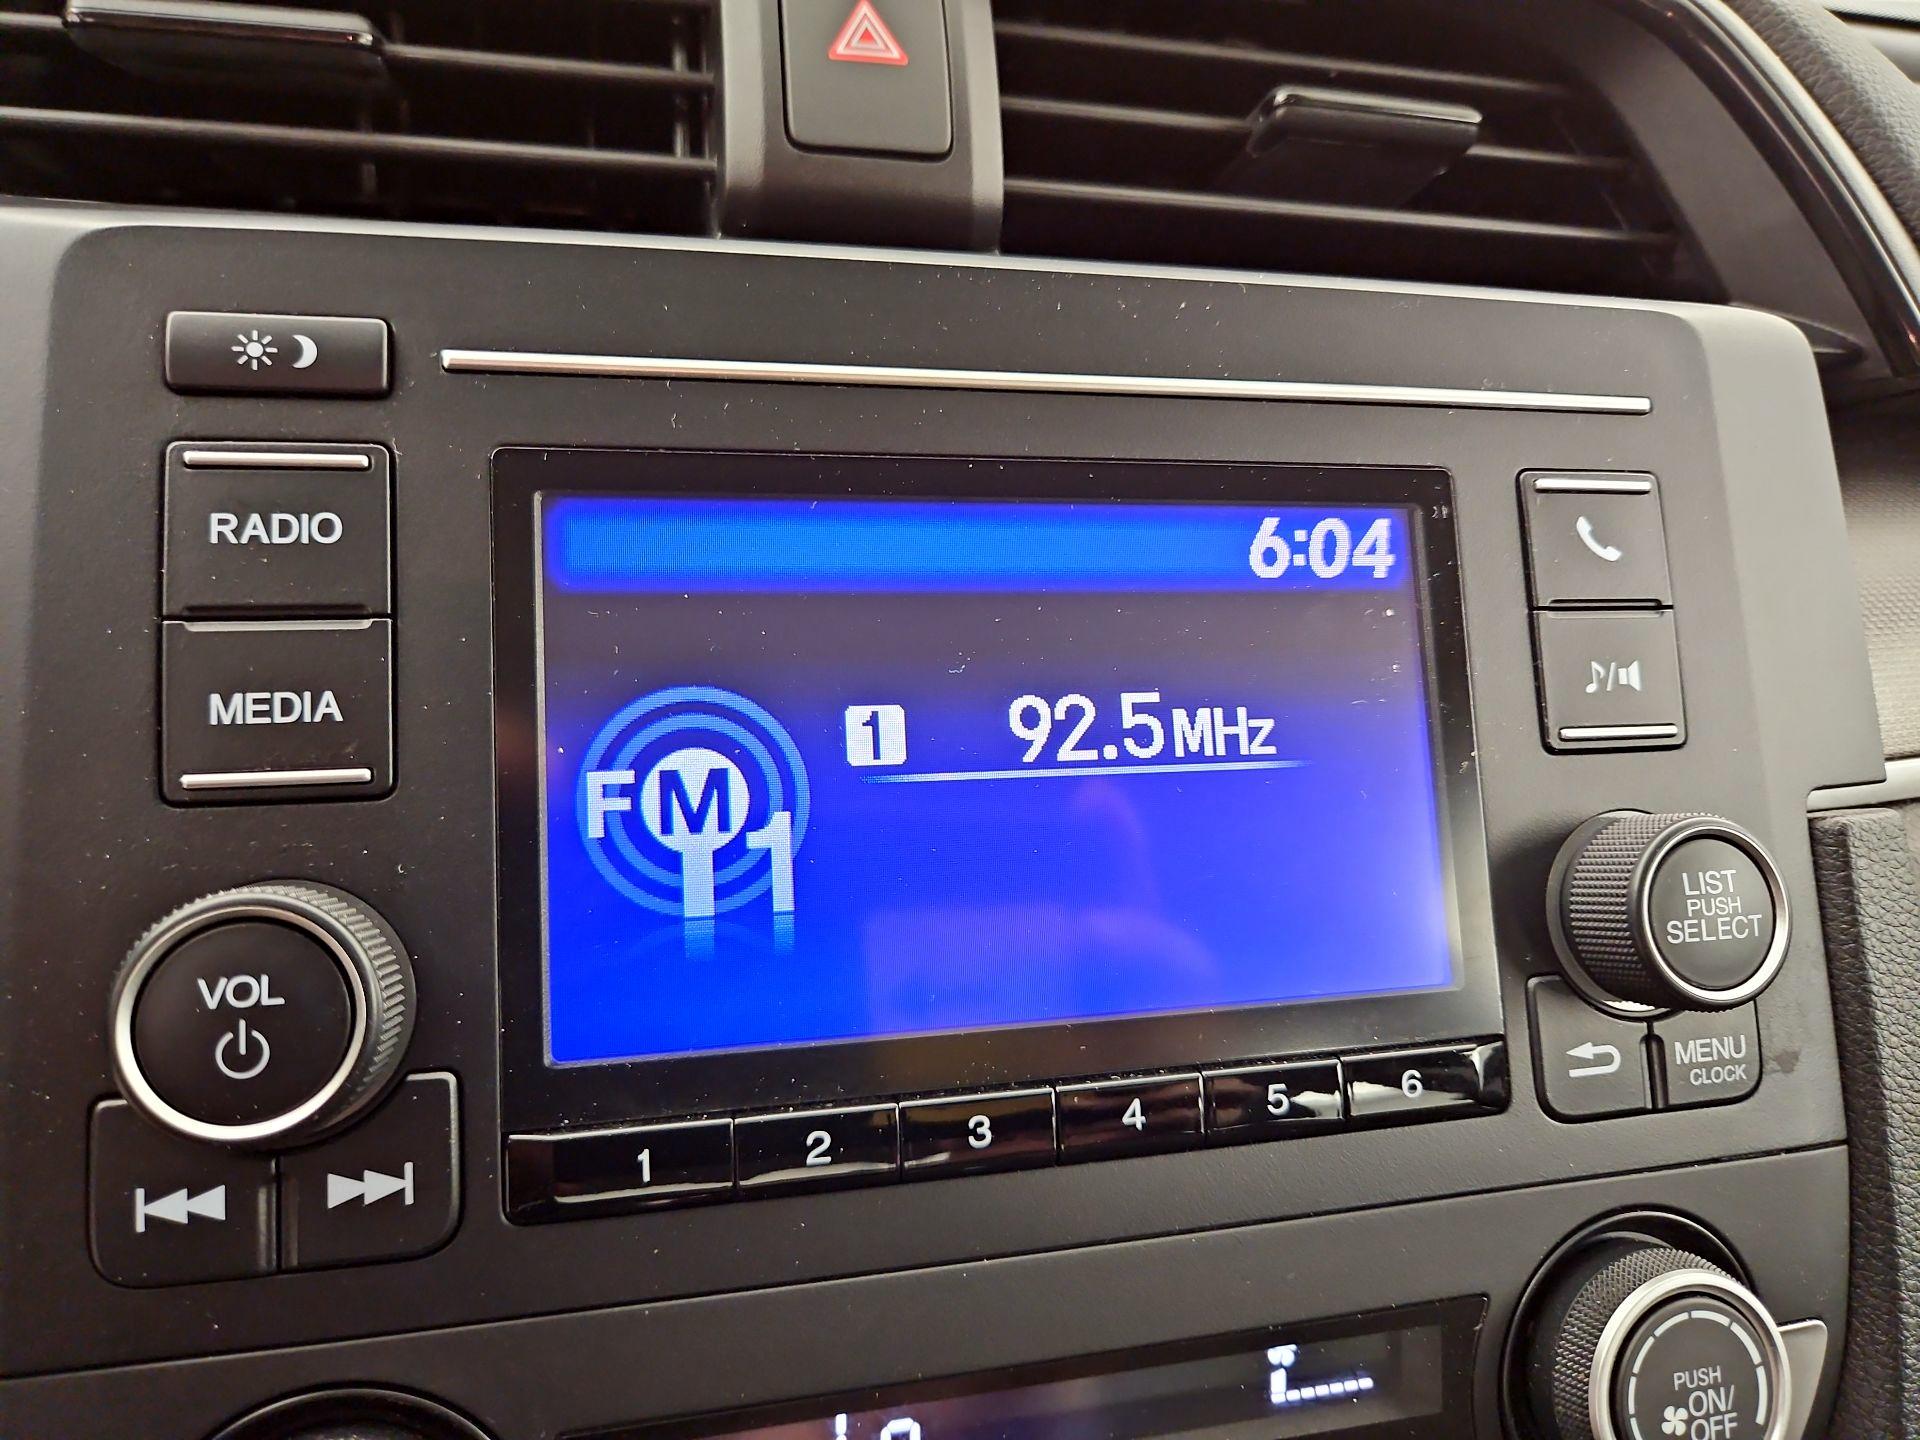 6:04
RADIO
MEDIA
1 92.5MHz
FM1
VOL
LIST
PUSH
SELECT
MENU
CLOCK
1 2 3 4 5 6
PUSH
ON/
OFF